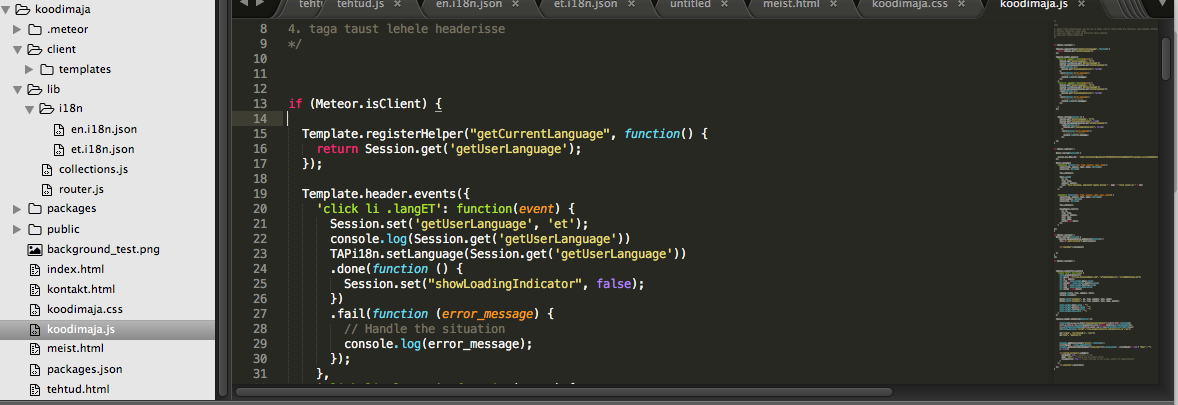 koodimaja
.meteor
client
templates
lib
i18n
en.i18n.json
et.i18n.json
collections.js
router.js
packages
public
background_test.png
index.html
kontakt.html
koodimaja.css
koodimaja.js
meist.html
packages.json
tehtud.html
teht tehtud.js en.i18n.json et.i18n.json untitled meist.html koodimaja.css koodimaja.js
8 4. taga taust lehele headerisse
9 */
10
11
12
13 if (Meteor.isClient) {
14
15 Template.registerHelper("getCurrentLanguage", function() {
16 return Session.get('getUserLanguage');
17 });
18
19 Template.header.events({
20 'click li .langET': function(event) {
21 Session.set('getUserLanguage', 'et');
22 console.log(Session.get('getUserLanguage'))
23 TAPi18n.setLanguage(Session.get('getUserLanguage'))
24 .done(function () {
25 Session.set("showLoadingIndicator", false);
26 })
27 .fail(function (error_message) {
28 // Handle the situation
29 console.log(error_message);
30 });
31 },